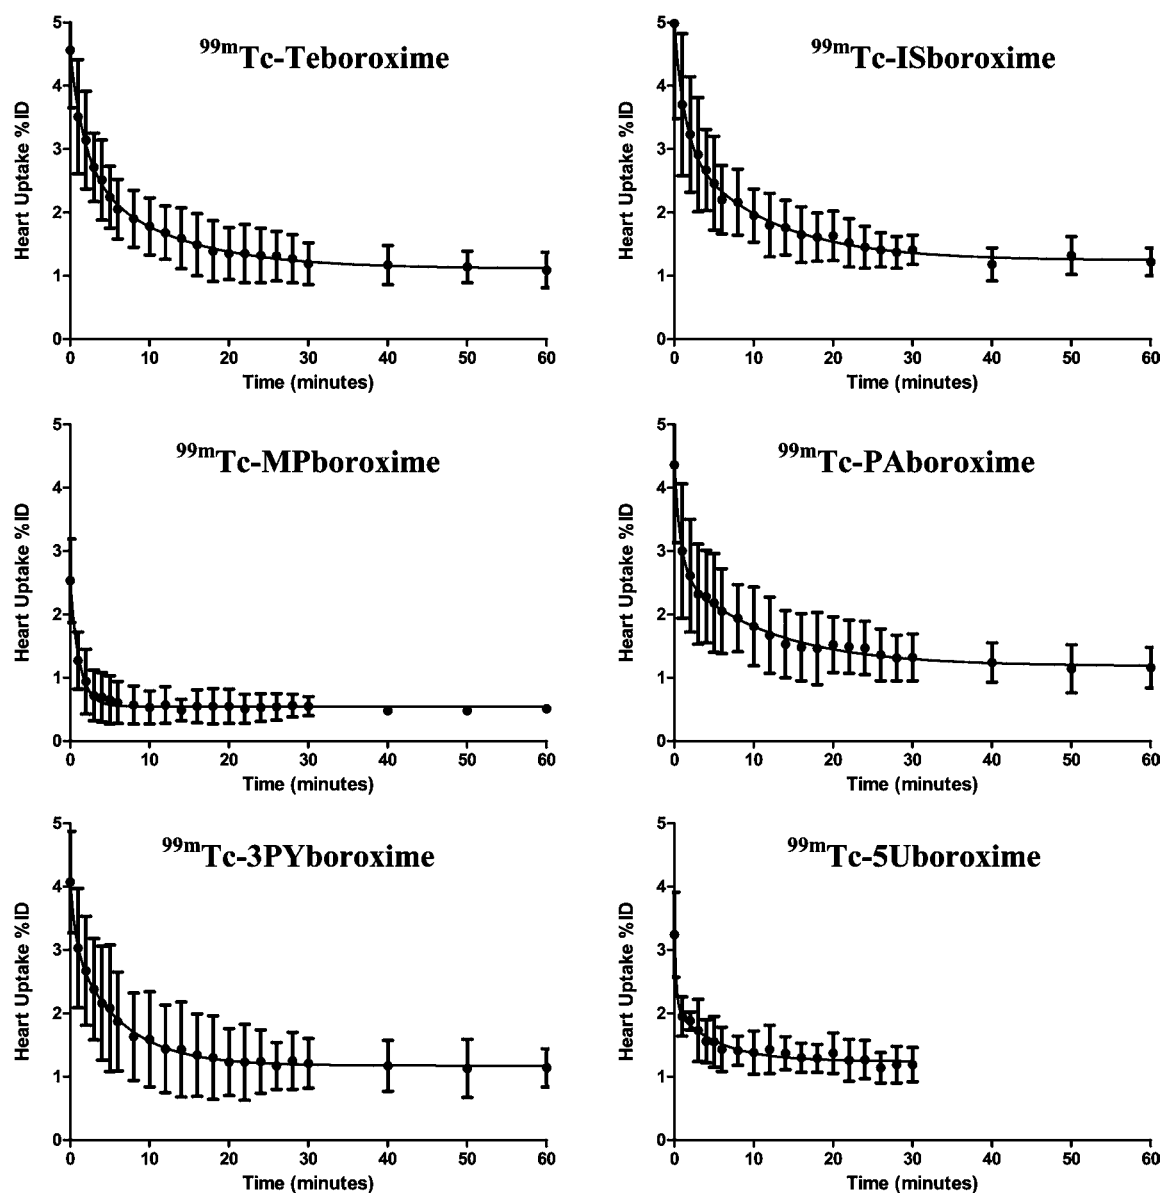 99mTc-Teboroxime
Heart Uptake %ID
5
4
3
2
1
0
0 10 20 30 40 50 60
Time (minutes)
99mTc-ISboroxime
Heart Uptake %ID
5
4
3
2
1
0
0 10 20 30 40 50 60
Time (minutes)
99mTc-MPboroxime
Heart Uptake %ID
5
4
3
2
1
0
0 10 20 30 40 50 60
Time (minutes)
99mTc-PAboroxime
Heart Uptake %ID
5
4
3
2
1
0
0 10 20 30 40 50 60
Time (minutes)
99mTc-3PYboroxime
Heart Uptake %ID
5
4
3
2
1
0
0 10 20 30 40 50 60
Time (minutes)
99mTc-5Uboroxime
Heart Uptake %ID
5
4
3
2
1
0
0 10 20 30 40 50 60
Time (minutes)